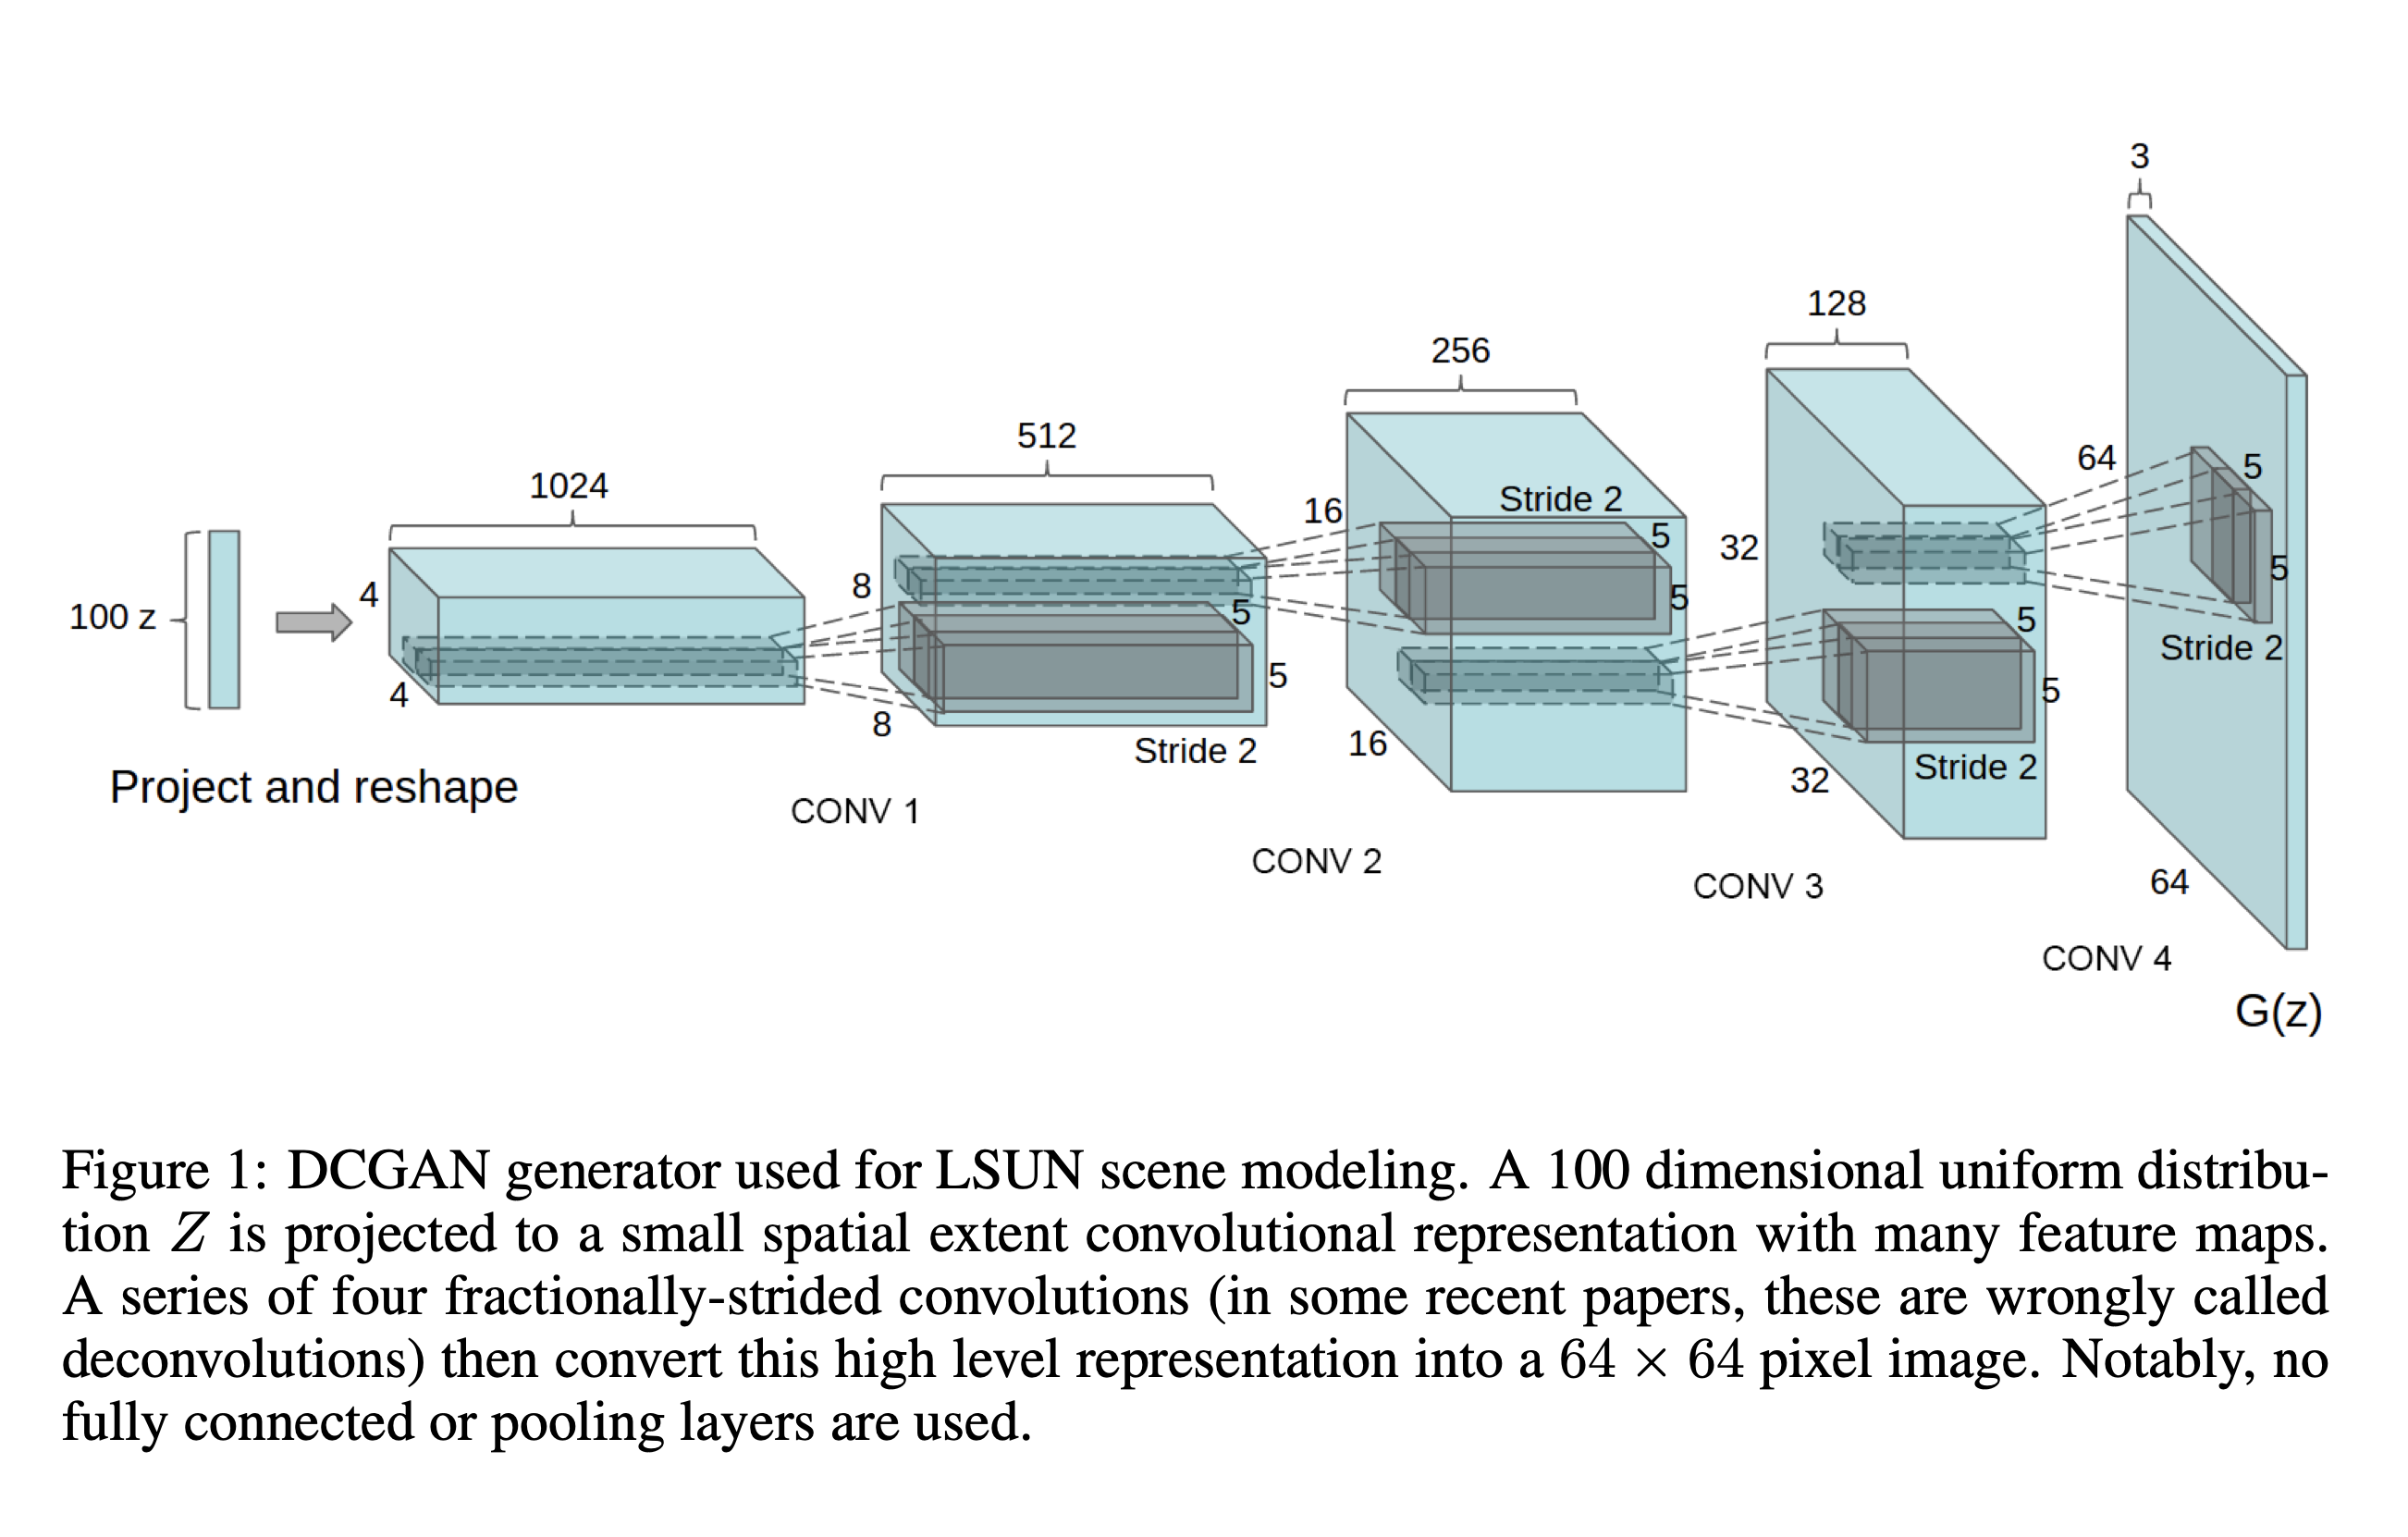 3
128
256
64
5
512
16
Stride 2
1024
5
32
5
4
8
5
5
100 z
5
5
Stride 2
4
5
5
8
16
Stride 2
32
Stride 2
Project and reshape
CONV 1
CONV 2
CONV 3
64
CONV 4
G(z)
Figure 1: DCGAN generator used for LSUN scene modeling. A 100 dimensional uniform distribu-
tion Z is projected to a small spatial extent convolutional representation with many feature maps.
A series of four fractionally-strided convolutions (in some recent papers, these are wrongly called
deconvolutions) then convert this high level representation into a 64 × 64 pixel image. Notably, no
fully connected or pooling layers are used.